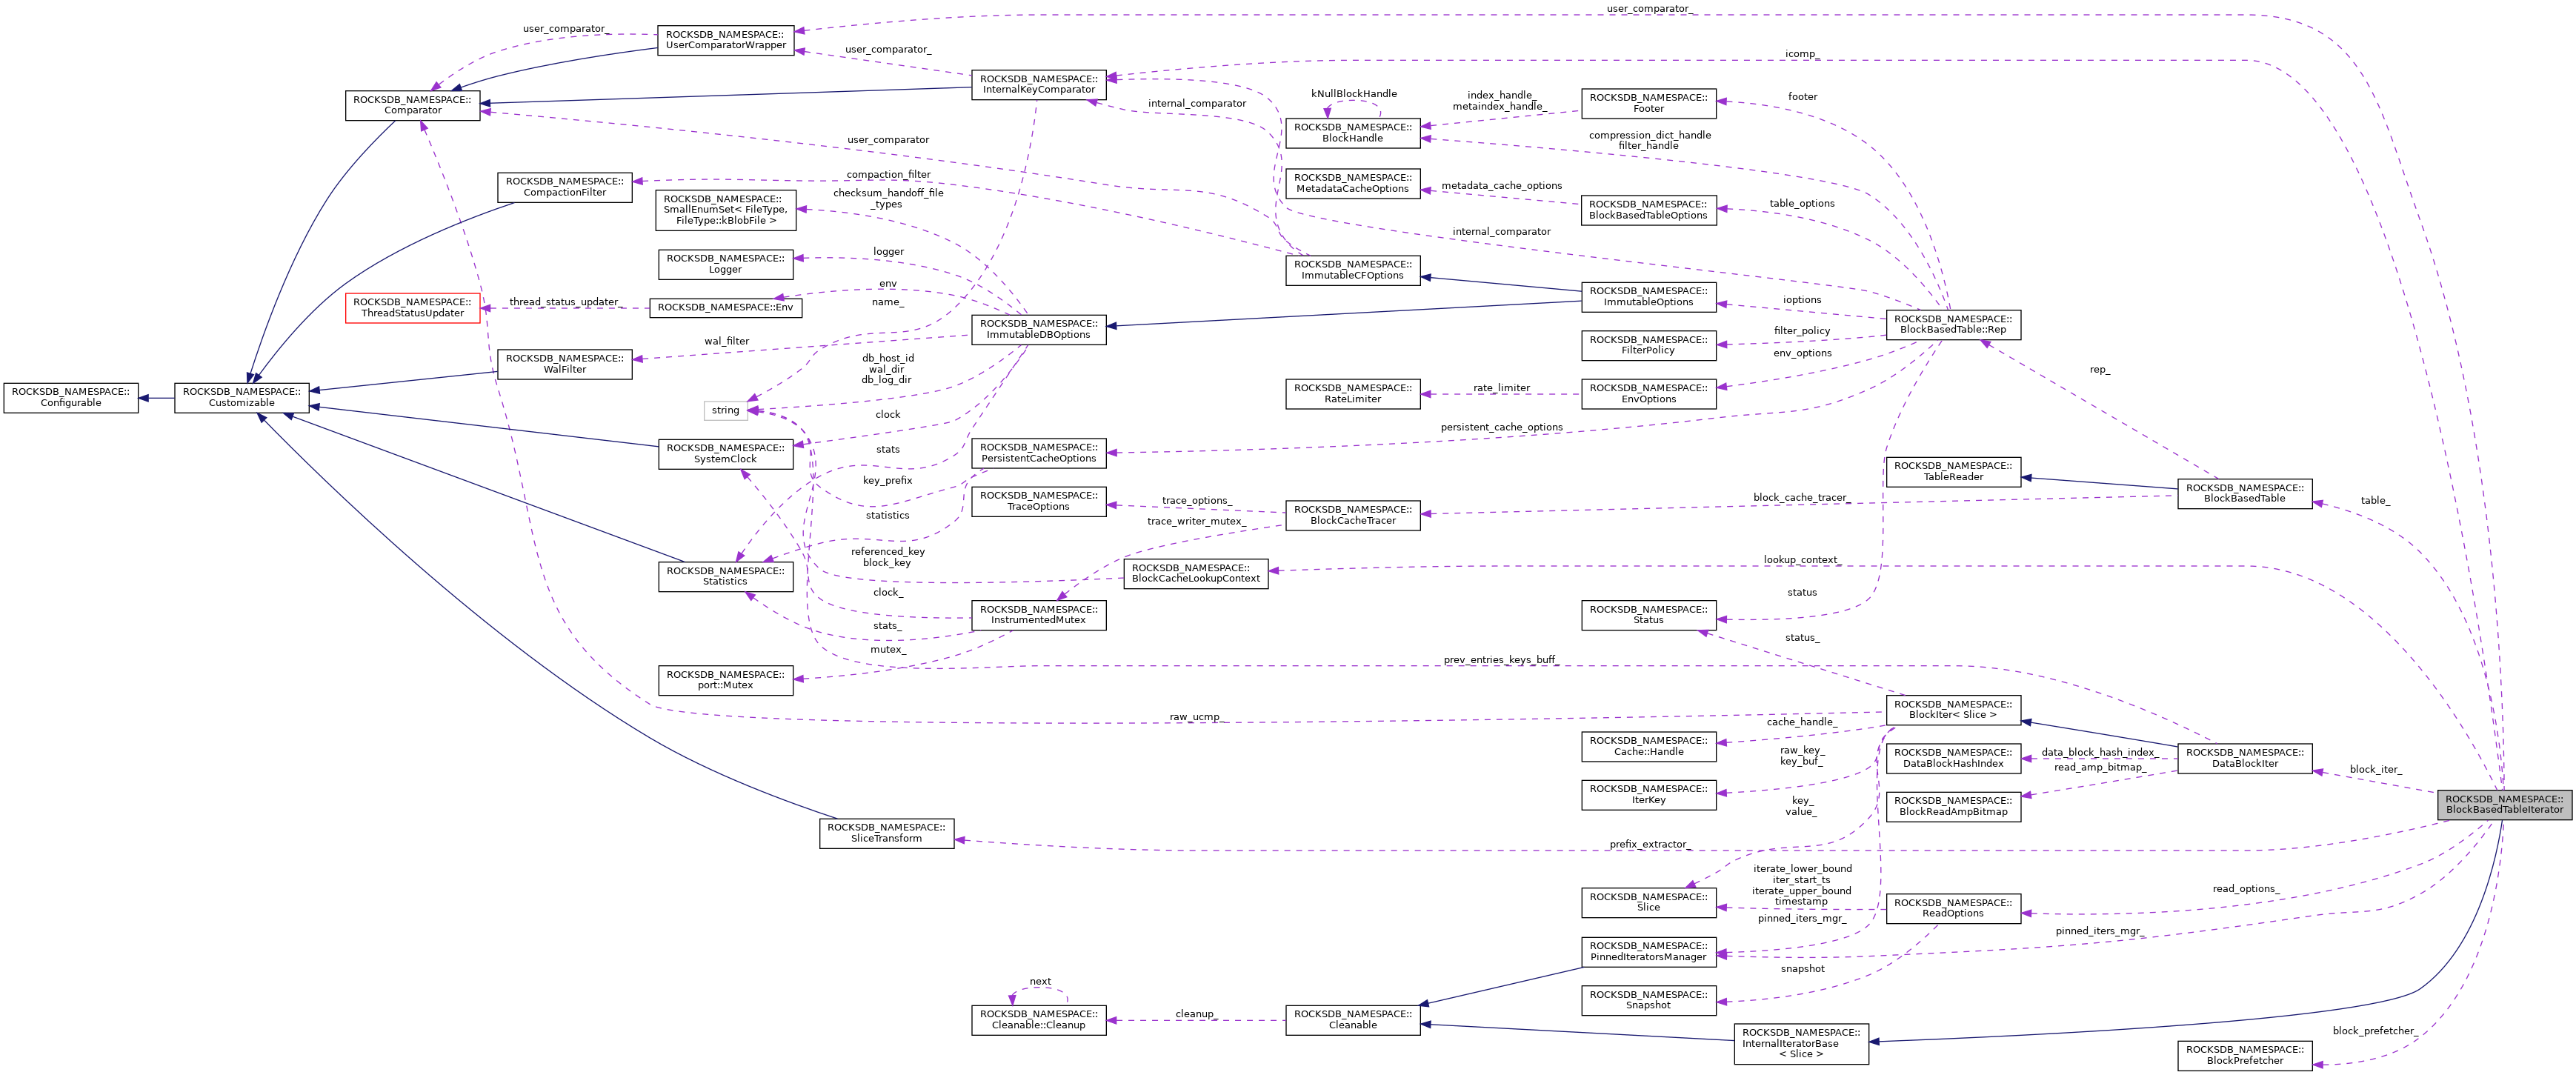 user_comparator_
user_comparator_
ROCKSDB_NAMESPACE::
UserComparatorWrapper
user_comparator_
icomp_
ROCKSDB_NAMESPACE::
InternalKeyComparator
ROCKSDB_NAMESPACE::
Comparator
internal_comparator
kNullBlockHandle
index_handle_
metaindex_handle_
ROCKSDB_NAMESPACE::
Footer
footer
ROCKSDB_NAMESPACE::
BlockHandle
compression_dict_handle
filter_handle
user_comparator
compaction_filter
ROCKSDB_NAMESPACE::
CompactionFilter
ROCKSDB_NAMESPACE::
MetadataCacheOptions
metadata_cache_options
ROCKSDB_NAMESPACE::
BlockBasedTableOptions
table_options
ROCKSDB_NAMESPACE::
SmallEnumSet< FileType,
FileType::kBlobFile >
checksum_handoff_file
_types
internal_comparator
logger
ROCKSDB_NAMESPACE::
Logger
ROCKSDB_NAMESPACE::
ImmutableCFOptions
env
name_
ROCKSDB_NAMESPACE::
ThreadStatusUpdater
thread_status_updater_
ROCKSDB_NAMESPACE::Env
ROCKSDB_NAMESPACE::
ImmutableOptions
ioptions
ROCKSDB_NAMESPACE::
ImmutableDBOptions
ROCKSDB_NAMESPACE::
BlockBasedTable::Rep
wal_filter
ROCKSDB_NAMESPACE::
FilterPolicy
filter_policy
env_options
ROCKSDB_NAMESPACE::
WalFilter
db_host_id
wal_dir
db_log_dir
rep_
ROCKSDB_NAMESPACE::
Configurable
ROCKSDB_NAMESPACE::
Customizable
ROCKSDB_NAMESPACE::
RateLimiter
rate_limiter
ROCKSDB_NAMESPACE::
EnvOptions
string
clock
persistent_cache_options
ROCKSDB_NAMESPACE::
SystemClock
stats
ROCKSDB_NAMESPACE::
PersistentCacheOptions
key_prefix
ROCKSDB_NAMESPACE::
TableReader
ROCKSDB_NAMESPACE::
BlockBasedTable
table_
ROCKSDB_NAMESPACE::
TraceOptions
trace_options_
block_cache_tracer_
statistics
trace_writer_mutex_
ROCKSDB_NAMESPACE::
BlockCacheTracer
referenced_key
block_key
ROCKSDB_NAMESPACE::
BlockCacheLookupContext
lookup_context_
ROCKSDB_NAMESPACE::
Statistics
clock_
status
ROCKSDB_NAMESPACE::
InstrumentedMutex
ROCKSDB_NAMESPACE::
Status
stats_
status_
mutex_
prev_entries_keys_buff_
ROCKSDB_NAMESPACE::
port::Mutex
raw_ucmp_
ROCKSDB_NAMESPACE::
BlockIter< Slice >
cache_handle_
ROCKSDB_NAMESPACE::
Cache::Handle
raw_key_
key_buf_
ROCKSDB_NAMESPACE::
DataBlockHashIndex
data_block_hash_index_
read_amp_bitmap_
ROCKSDB_NAMESPACE::
DataBlockIter
block_iter_
ROCKSDB_NAMESPACE::
IterKey
key_
value_
ROCKSDB_NAMESPACE::
BlockReadAmpBitmap
ROCKSDB_NAMESPACE::
BlockBasedTableIterator
ROCKSDB_NAMESPACE::
SliceTransform
prefix_extractor_
iterate_lower_bound
iter_start_ts
iterate_upper_bound
timestamp
read_options_
ROCKSDB_NAMESPACE::
Slice
ROCKSDB_NAMESPACE::
ReadOptions
pinned_iters_mgr_
pinned_iters_mgr_
ROCKSDB_NAMESPACE::
PinnedIteratorsManager
snapshot
next
ROCKSDB_NAMESPACE::
Snapshot
ROCKSDB_NAMESPACE::
Cleanable::Cleanup
cleanup_
ROCKSDB_NAMESPACE::
Cleanable
ROCKSDB_NAMESPACE::
InternalIteratorBase
< Slice >
block_prefetcher_
ROCKSDB_NAMESPACE::
BlockPrefetcher